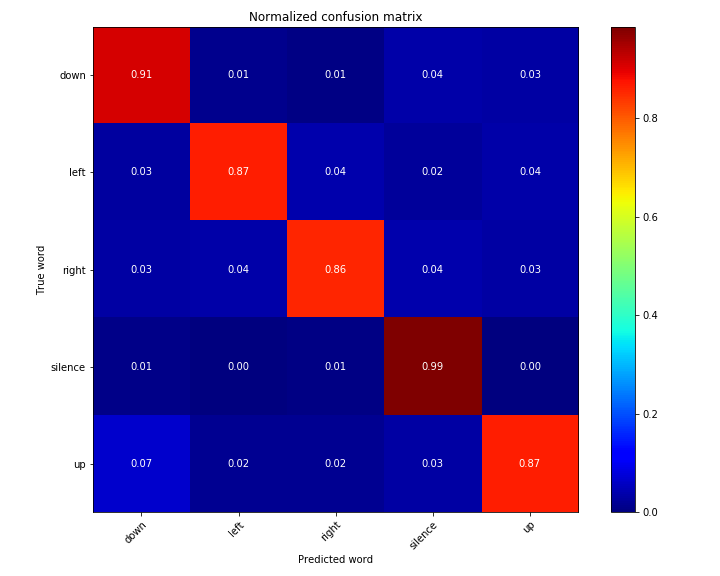 Normalized confusion matrix
down 0.91 0.01 0.01 0.04 0.03
left 0.03 0.87 0.04 0.02 0.04
right 0.03 0.04 0.86 0.04 0.03
silence 0.01 0.00 0.01 0.99 0.00
up 0.07 0.02 0.02 0.03 0.87
True word
down left right silence up
Predicted word
0.8
0.6
0.4
0.2
0.0